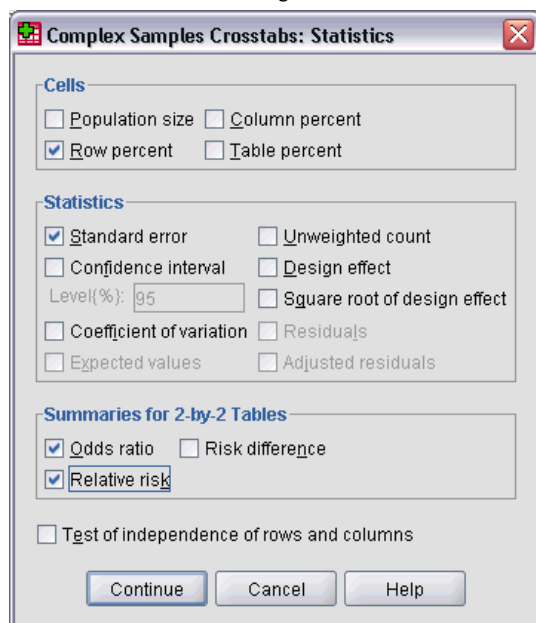 Complex Samples Crosstabs: Statistics
Cells
Population size Column percent
Row percent Table percent
Statistics
Standard error Unweighted count
Confidence interval Design effect
Level(%): 95 Square root of design effect
Coefficient of variation Residuals
Expected values Adjusted residuals
Summaries for 2-by-2 Tables
Odds ratio Risk difference
Relative risk
Test of independence of rows and columns
Continue Cancel Help